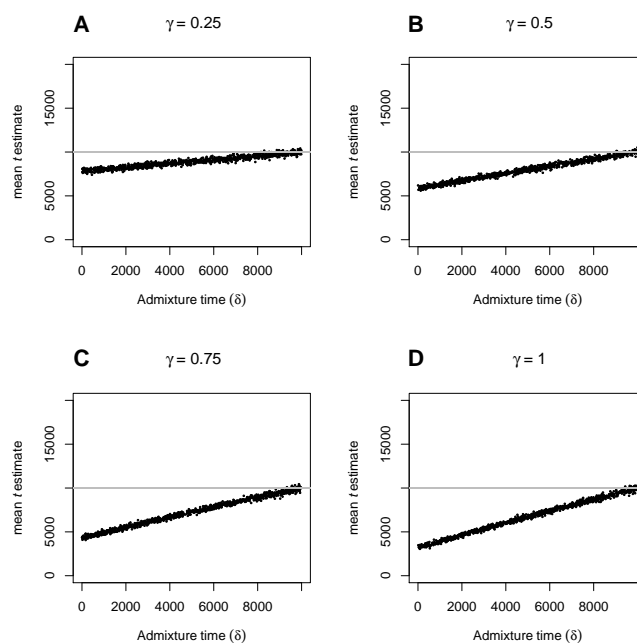 A
γ = 0.25
mean t estimate
0 5000 15000
0 2000 4000 6000 8000
Admixture time (δ)
B
γ = 0.5
mean t estimate
0 5000 15000
0 2000 4000 6000 8000
Admixture time (δ)
C
γ = 0.75
mean t estimate
0 5000 15000
0 2000 4000 6000 8000
Admixture time (δ)
D
γ = 1
mean t estimate
0 5000 15000
0 2000 4000 6000 8000
Admixture time (δ)